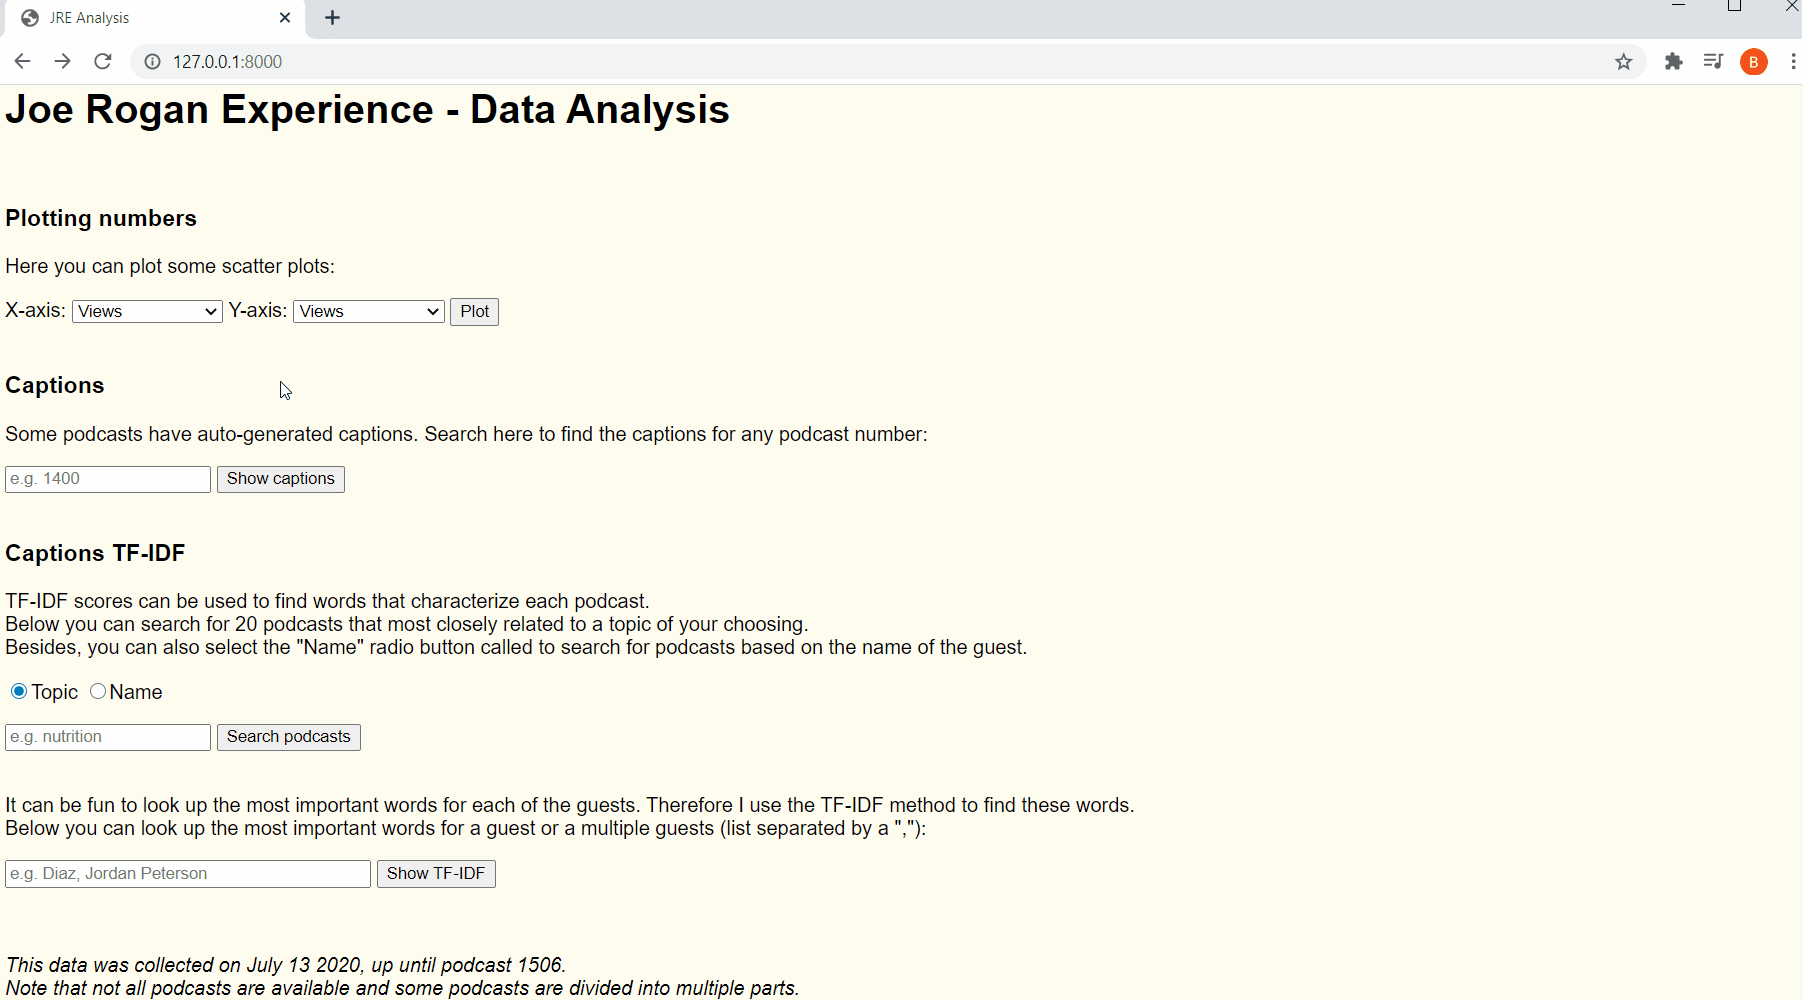 JRE Analysis
127.0.0.1:8000
B
Joe Rogan Experience - Data Analysis
Plotting numbers
Here you can plot some scatter plots:
X-axis: Views Y-axis: Views Plot
Captions
Some podcasts have auto-generated captions. Search here to find the captions for any podcast number:
e.g. 1400 Show captions
Captions TF-IDF
TF-IDF scores can be used to find words that characterize each podcast.
Below you can search for 20 podcasts that most closely related to a topic of your choosing.
Besides, you can also select the "Name" radio button called to search for podcasts based on the name of the guest.
Topic Name
e.g. nutrition Search podcasts
It can be fun to look up the most important words for each of the guests. Therefore I use the TF-IDF method to find these words.
Below you can look up the most important words for a guest or a multiple guests (list separated by a ","):
e.g. Diaz, Jordan Peterson Show TF-IDF
This data was collected on July 13 2020, up until podcast 1506.
Note that not all podcasts are available and some podcasts are divided into multiple parts.